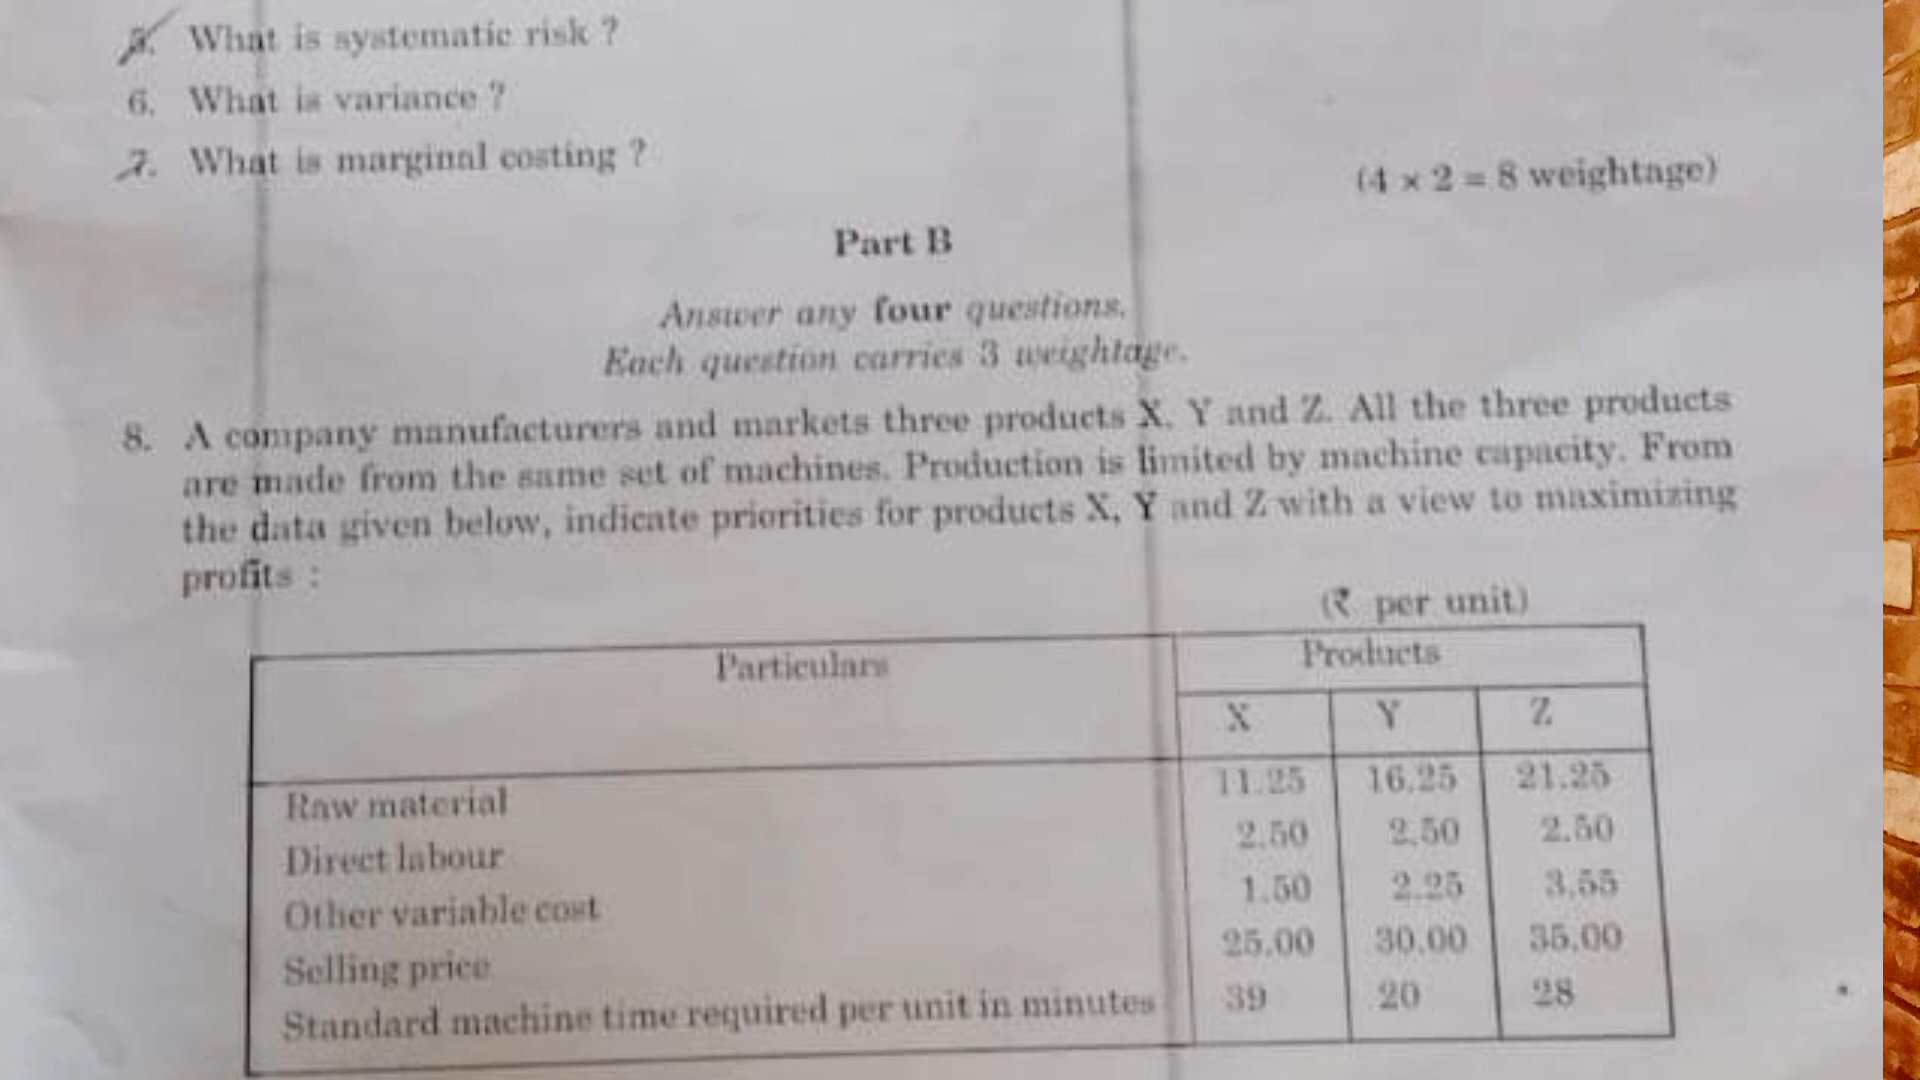 5. What is systematic risk ?
6. What is variance ?
7. What is marginal costing ?
(4 × 2 = 8 weightage)
Part B
Answer any four questions.
Each question carries 3 weightage.
8. A company manufacturers and markets three products X, Y and Z. All the three products
are made from the same set of machines. Production is limited by machine capacity. From
the data given below, indicate priorities for products X, Y and Z with a view to maximizing
profits :
(₹ per unit)
Particulars Products
X Y Z
Raw material 11.25 16.25 21.25
Direct labour 2.50 2.50 2.50
Other variable cost 1.50 2.25 3.55
Selling price 25.00 30.00 35.00
Standard machine time required per unit in minutes 39 20 28